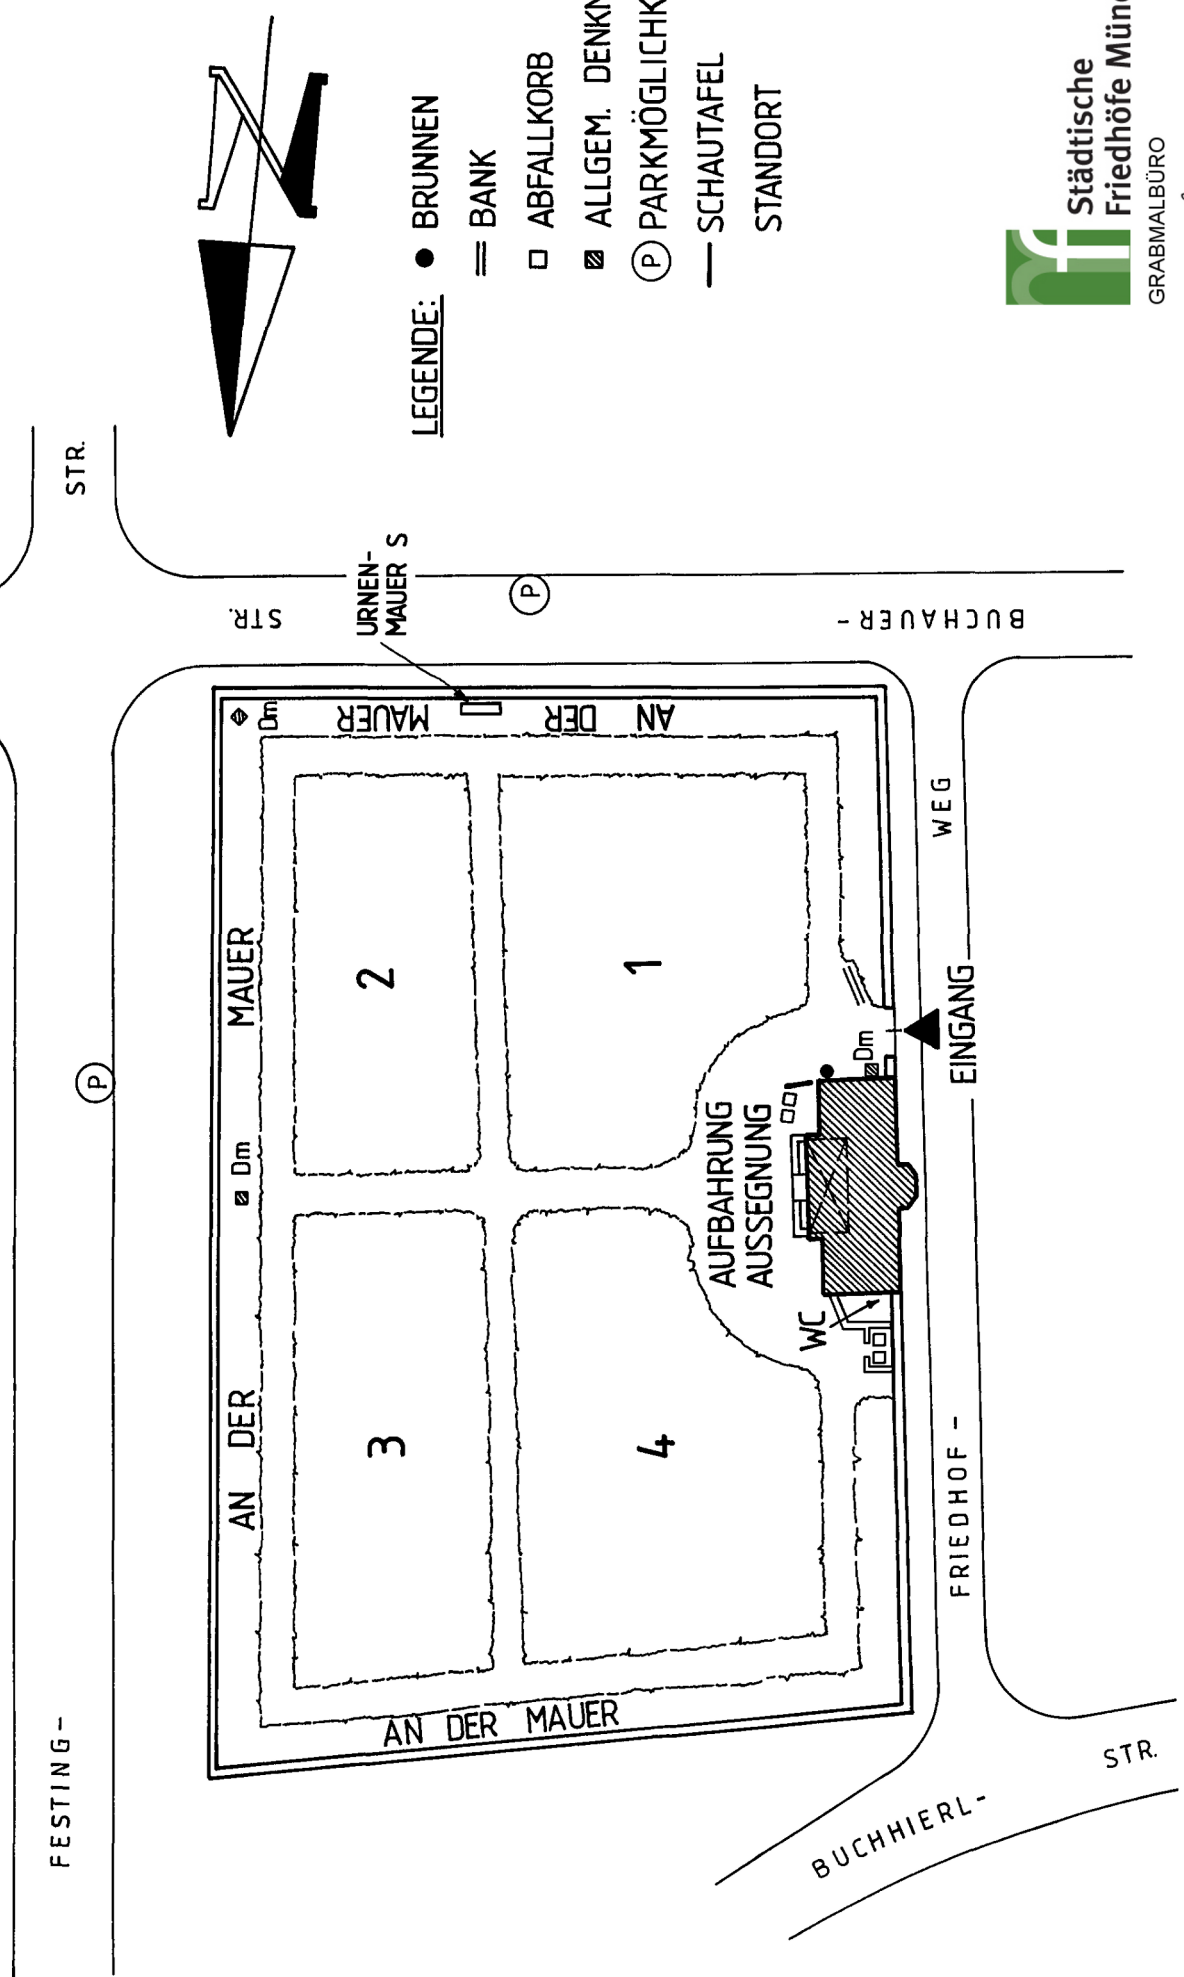 FESTING-
STR.
AN DER MAUER
Dm
Dm
2
3
1
4
URNEN-
MAUER S
P
P
BUCHAUER-
STR.
AN DER MAUER
AN DER MAUER
AUFBAHRUNG
AUSSEGNUNG
WC
Dm
EINGANG
FRIEDHOF-
WEG
BUCHHIERL-
STR.
N
LEGENDE:
BRUNNEN
BANK
ABFALLKORB
ALLGEM.
P PARKMÖGLICHK
SCHAUTAFEL
STANDORT
Städtische
Friedhöfe
GRABMALBÜRO